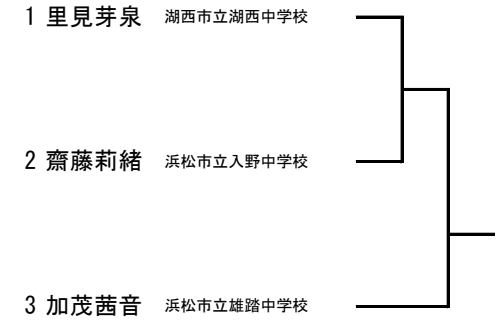 1 里見芽泉 湖西市立湖西中学校
2 齋藤莉緒 浜松市立入野中学校
3 加茂茜音 浜松市立雄踏中学校